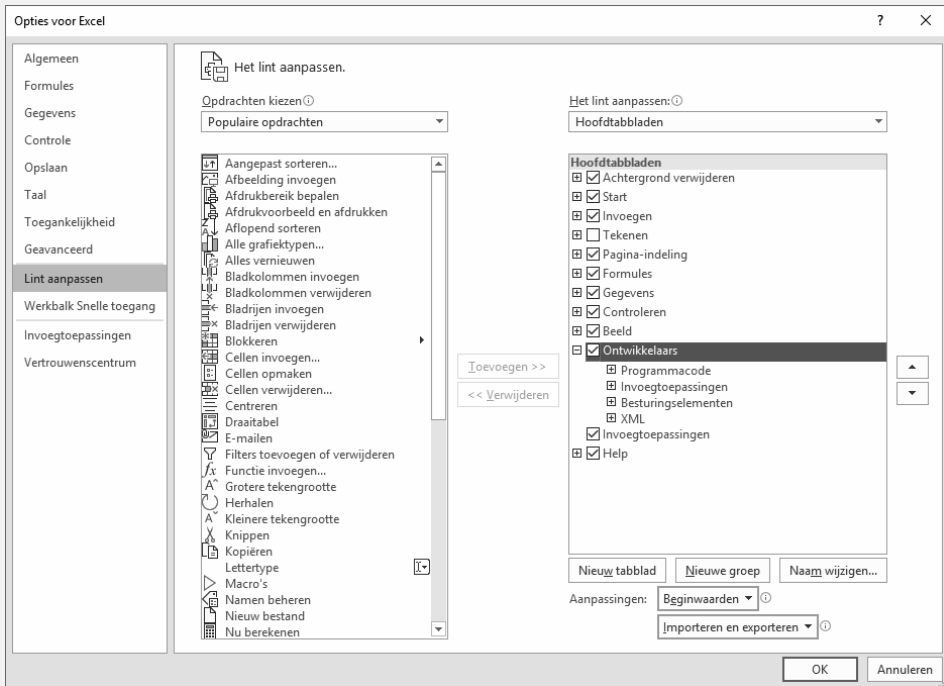 Opties voor Excel
?
Algemeen
Formules
Gegevens
Controle
Opslaan
Taal
Toegankelijkheid
Geavanceerd
Lint aanpassen
Werkbalk Snelle toegang
Invoegtoepassingen
Vertrouwenscentrum
Het lint aanpassen.
Opdrachten kiezen
Populaire opdrachten
Aangepast sorteren...
Afbeelding invoegen
Afdrukbereik bepalen
Afdrukvoorbeeld en afdrukken
Aflopend sorteren
Alle grafiektypen...
Alles vernieuwen
Bladkolommen invoegen
Bladkolommen verwijderen
Bladrijen invoegen
Bladrijen verwijderen
Blokkeren
Cellen invoegen...
Cellen opmaken
Cellen verwijderen...
Centreren
Draaitabel
E-mailen
Filters toevoegen of verwijderen
Functie invoegen...
Grotere tekengrootte
Herhalen
Kleinere tekengrootte
Knippen
Kopiëren
Lettertype
Macro's
Namen beheren
Nieuw bestand
Nu berekenen
Toevoegen >>
<< Verwijderen
Het lint aanpassen:
Hoofdtabbladen
Hoofdtabbladen
Achtergrond verwijderen
Start
Invoegen
Tekenen
Pagina-indeling
Formules
Gegevens
Controleren
Beeld
Ontwikkelaars
Programmacode
Invoegtoepassingen
Besturingselementen
XML
Invoegtoepassingen
Help
Nieuw tabblad
Nieuwe groep
Naam wijzigen...
Aanpassingen:
Beginwaarden
Importeren en exporteren
OK
Annuleren